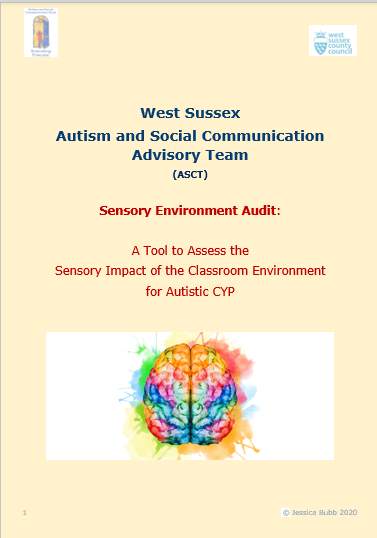 west
sussex
county
council
West Sussex
Autism and Social Communication
Advisory Team
(ASCT)
Sensory Environment Audit:
A Tool to Assess the
Sensory Impact of the Classroom Environment
for Autistic CYP
1
© Jessica Bubb 2020